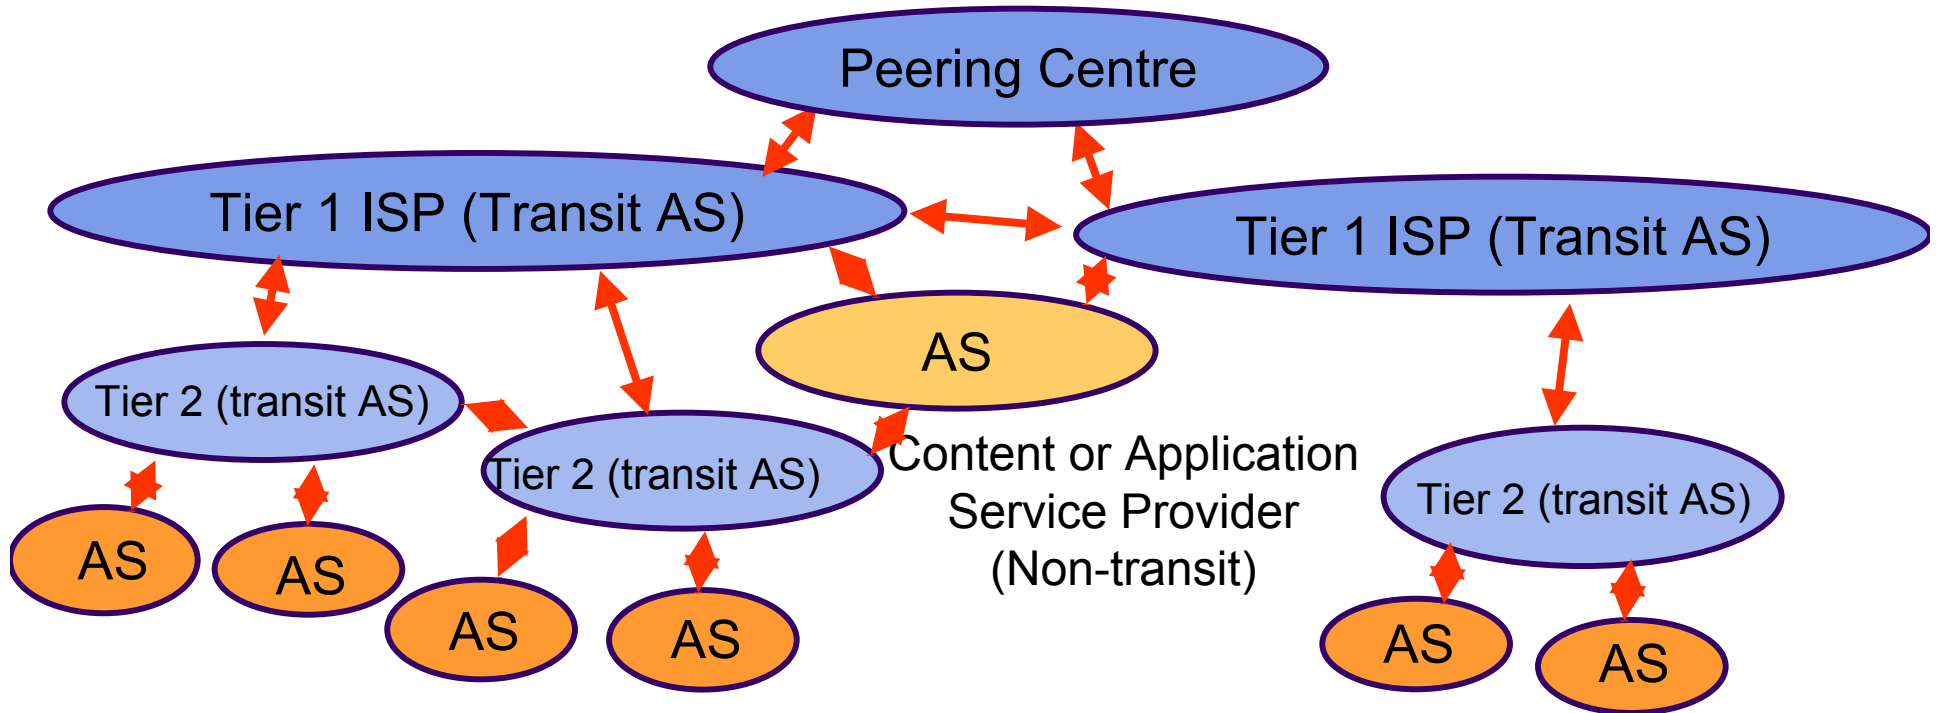 Peering Centre
Tier 1 ISP (Transit AS)
Tier 1 ISP (Transit AS)
AS
Tier 2 (transit AS)
Tier 2 (transit AS)
Content or Application
Service Provider
(Non-transit)
Tier 2 (transit AS)
AS
AS
AS
AS
AS
AS